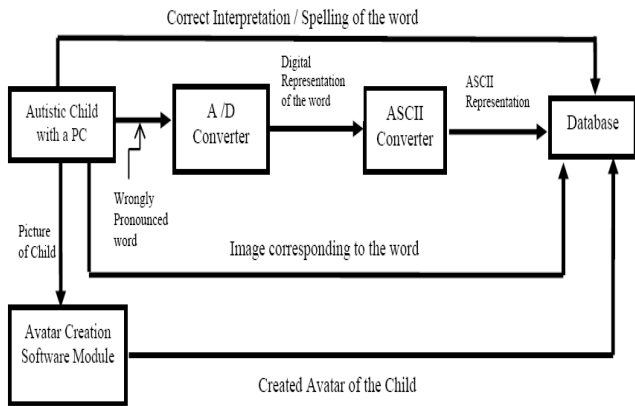 Correct Interpretation / Spelling of the word
Digital
Representation
of the word
ASCII
Representation
Autistic Child
with a PC
A /D
Converter
ASCII
Converter
Database
Wrongly
Pronounced
word
Picture
of Child
Image corresponding to the word
Avatar Creation
Software Module
Created Avatar of the Child